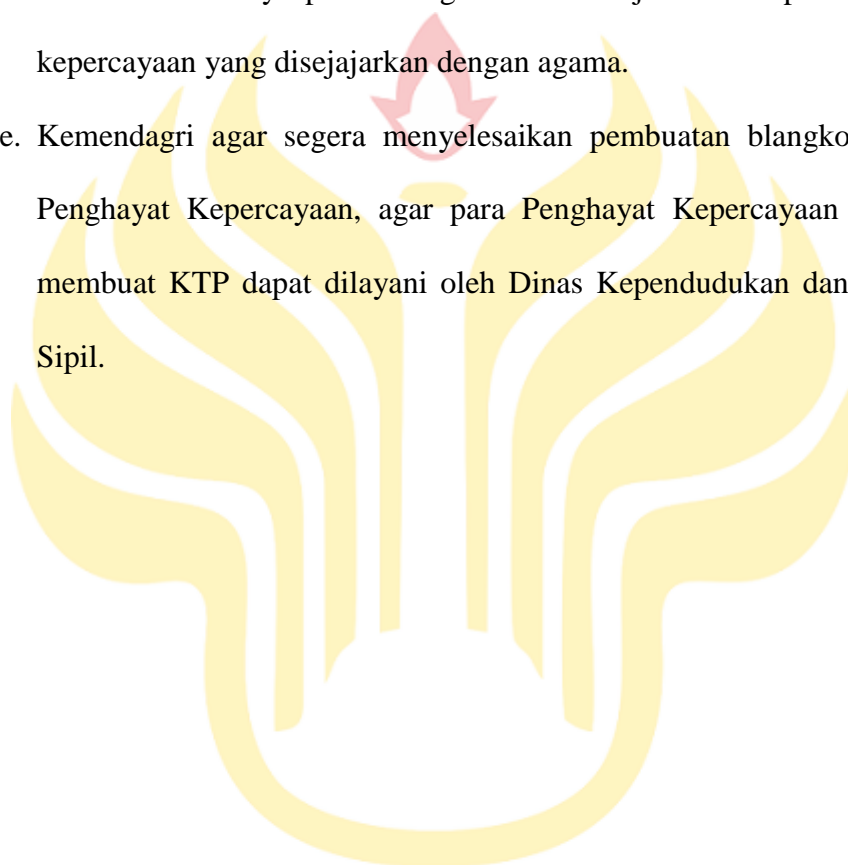 kepercayaan yang disejajarkan dengan agama.
e. Kemendagri agar segera menyelesaikan pembuatan blangko
Penghayat Kepercayaan, agar para Penghayat Kepercayaan
membuat KTP dapat dilayani oleh Dinas Kependudukan dan
Sipil.